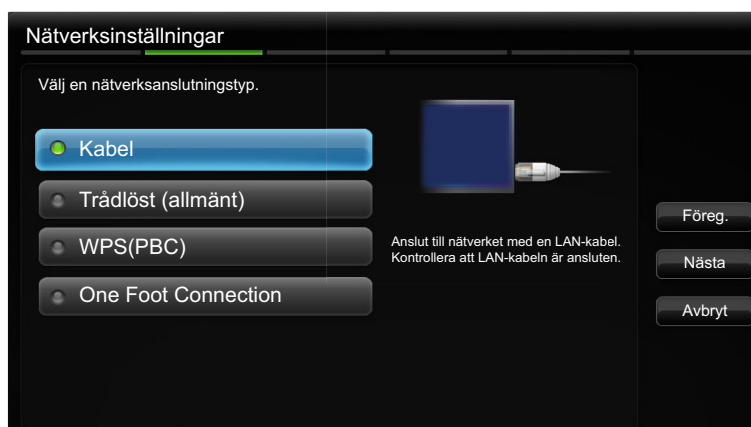 Nätverksinställningar
Välj en nätverksanslutningstyp.
Kabel
Trådlöst (allmänt)
WPS(PBC)
One Foot Connection
Anslut till nätverket med en LAN-kabel.
Kontrollera att LAN-kabeln är ansluten.
Föreg.
Nästa
Avbryt